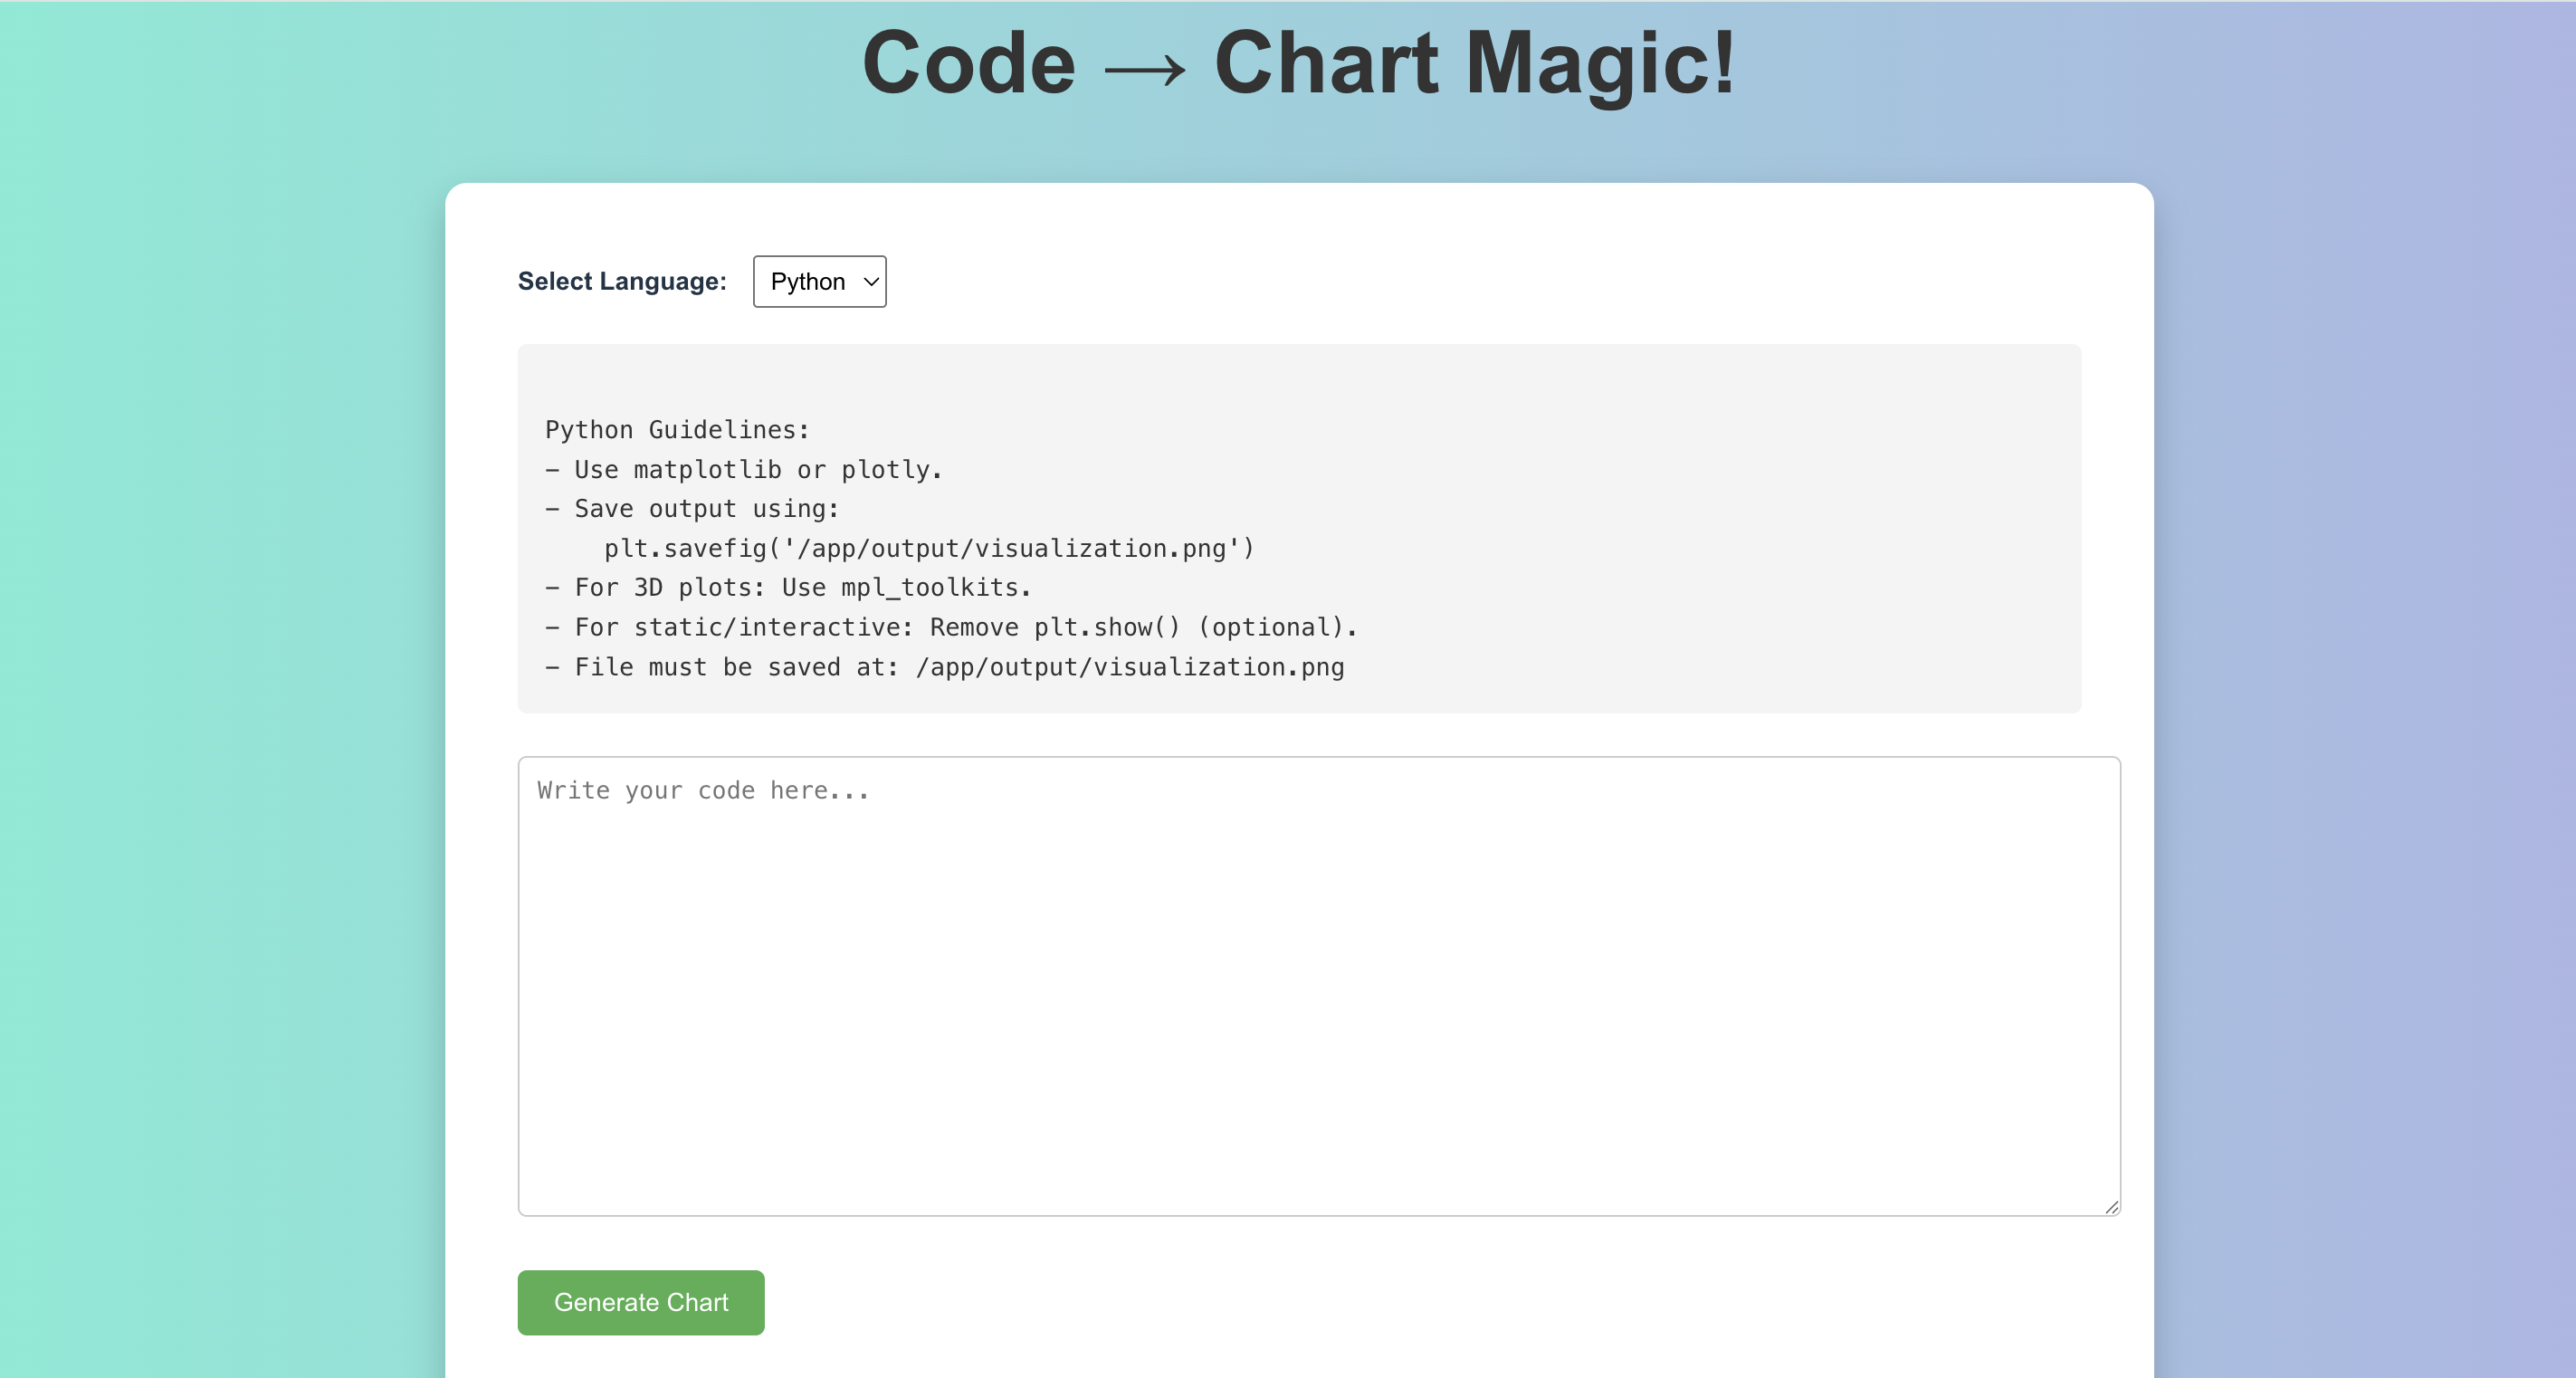 Code → Chart Magic!
Select Language: Python
Python Guidelines:
- Use matplotlib or plotly.
- Save output using:
    plt.savefig('/app/output/visualization.png')
- For 3D plots: Use mpl_toolkits.
- For static/interactive: Remove plt.show() (optional).
- File must be saved at: /app/output/visualization.png
Write your code here...
Generate Chart